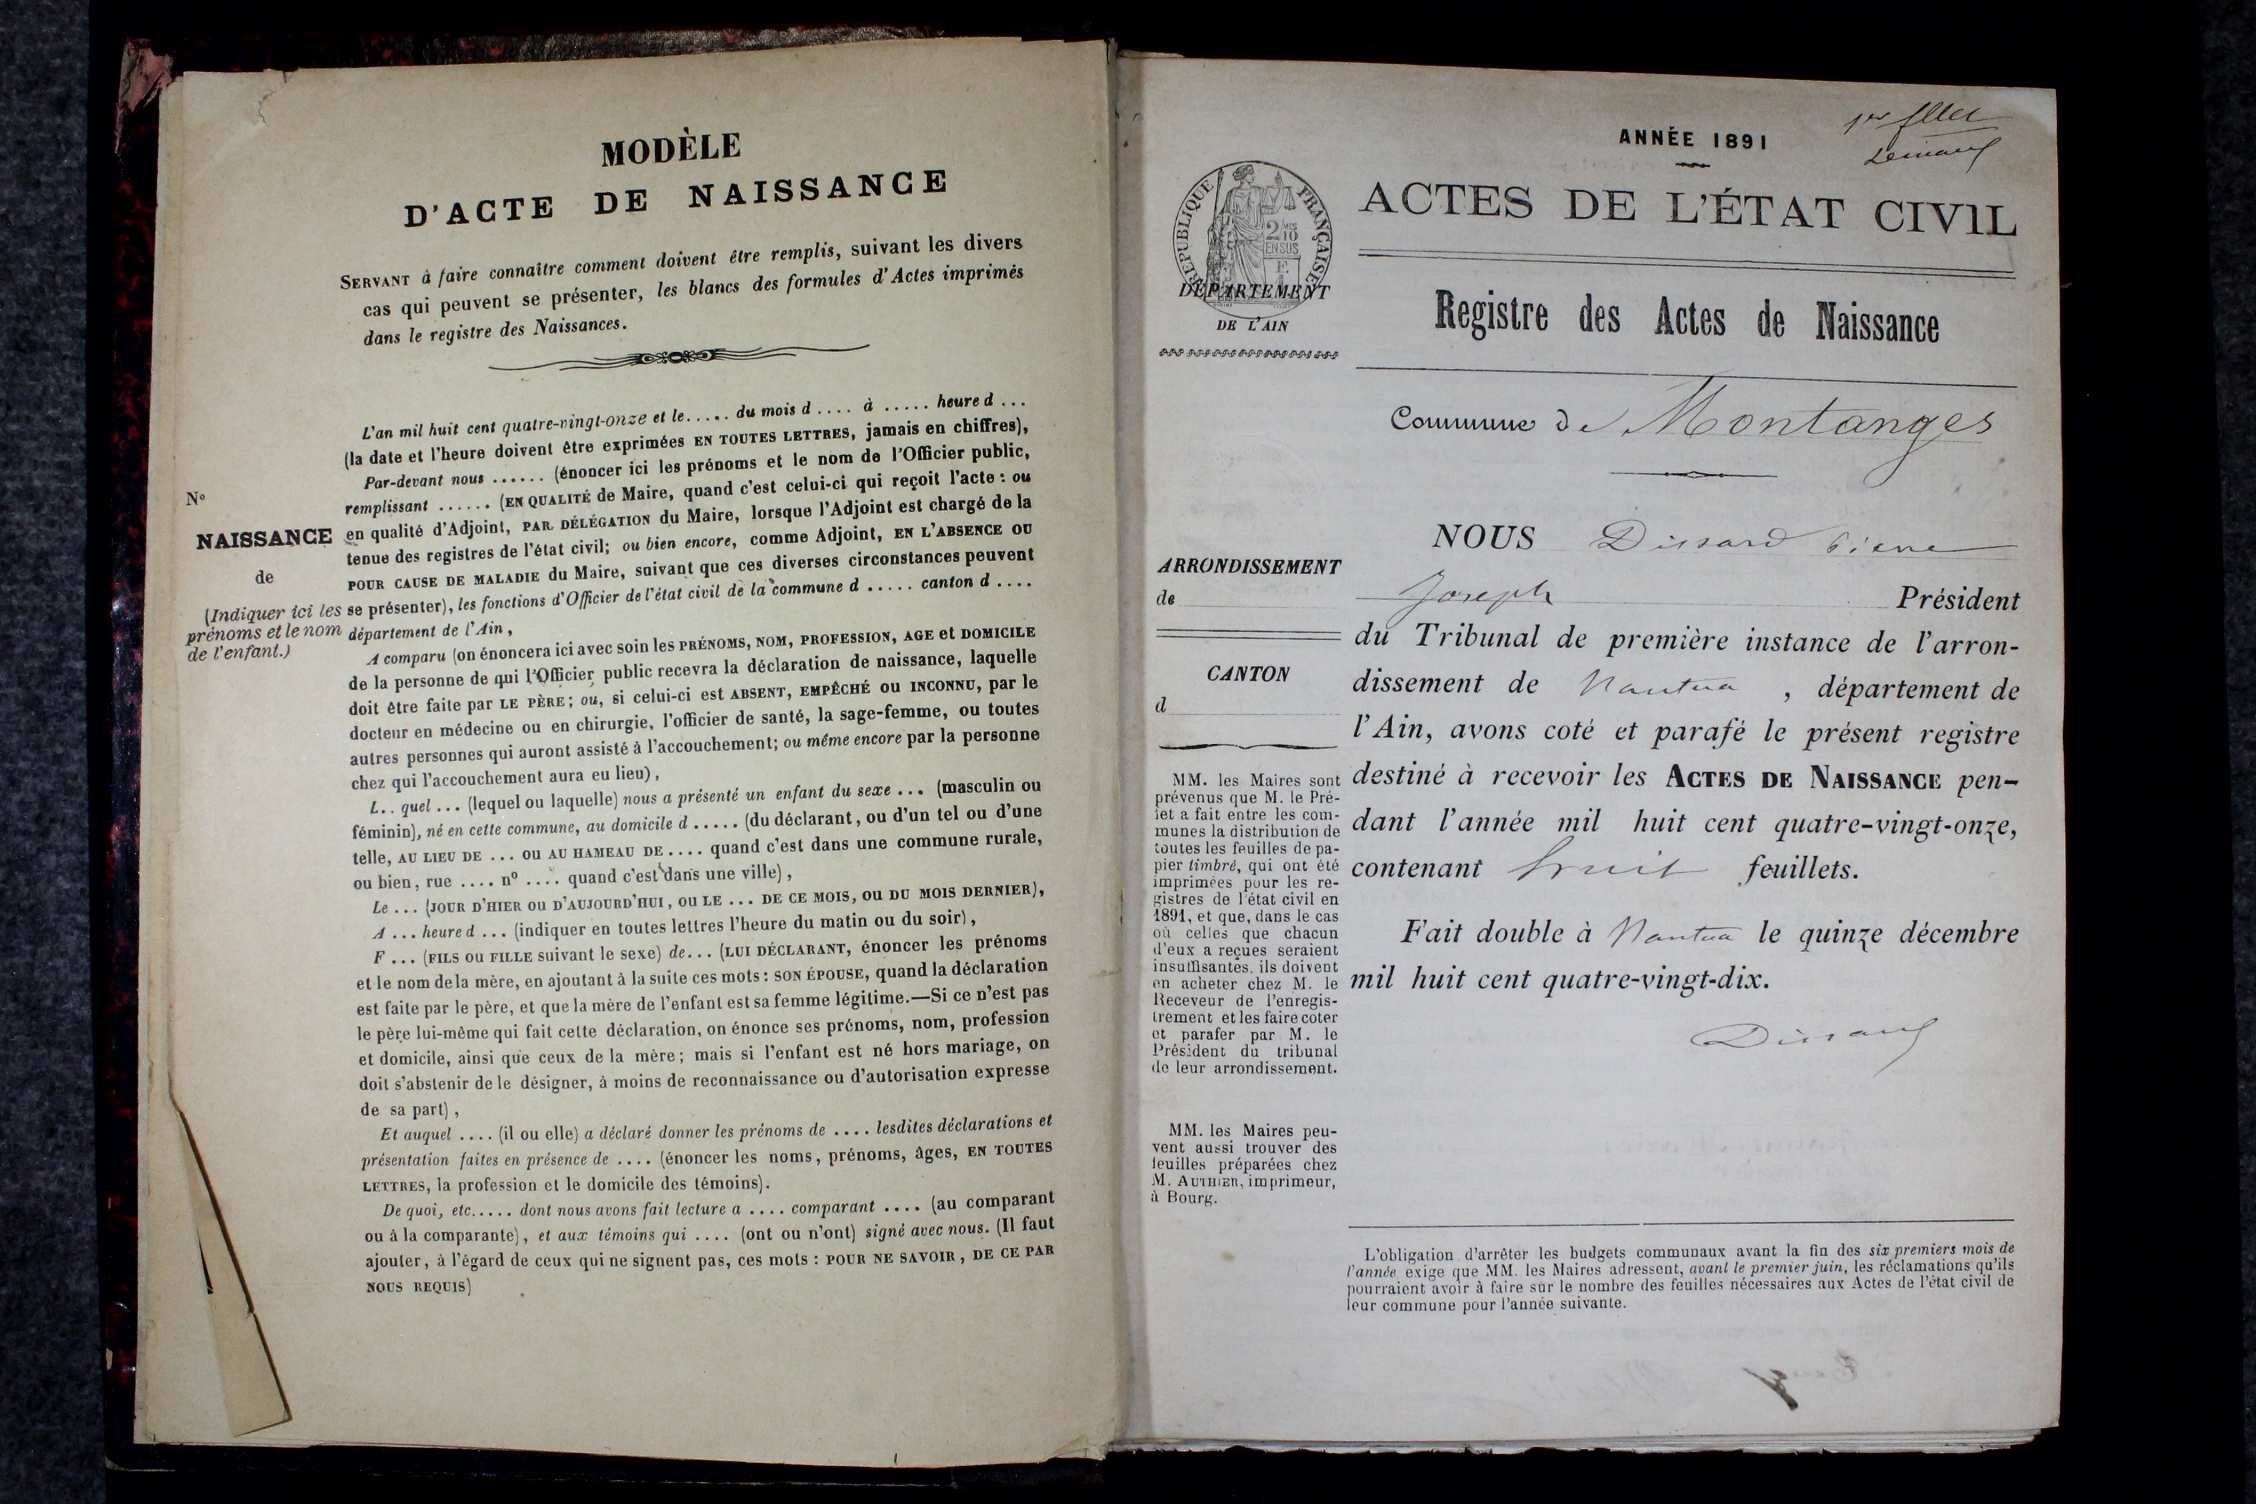 MODÈLE
D'ACTE DE NAISSANCE
SERVANT à faire connaître comment doivent être remplis, suivant les divers
cas qui peuvent se présenter, les blancs des formules d'Actes imprimés
dans le registre des Naissances.
L'an mil huit cent quatre-vingt-onze et le..... du mois d .... à ..... heure d ...
(la date et l'heure doivent être exprimées EN TOUTES LETTRES, jamais en chiffres),
Par-devant nous ...... (énoncer ici les prénoms et le nom de l'Officier public,
remplissant ...... (EN QUALITÉ de Maire, quand c'est celui-ci qui reçoit l'acte : ou
en qualité d'Adjoint, PAR DÉLÉGATION du Maire, lorsque l'Adjoint est chargé de la
tenue des registres de l'état civil; ou bien encore, comme Adjoint, EN L'ABSENCE OU
POUR CAUSE DE MALADIE du Maire, suivant que ces diverses circonstances peuvent
se présenter), les fonctions d'Officier de l'état civil de la commune d ..... canton d ....
département de l'Ain,
A comparu (on énoncera ici avec soin les PRÉNOMS, NOM, PROFESSION, AGE et DOMICILE
de la personne de qui l'Officier public recevra la déclaration de naissance, laquelle
doit être faite par LE PÈRE; ou, si celui-ci est ABSENT, EMPÊCHÉ ou INCONNU, par le
docteur en médecine ou en chirurgie, l'officier de santé, la sage-femme, ou toutes
autres personnes qui auront assisté à l'accouchement; ou même encore par la personne
chez qui l'accouchement aura eu lieu),
L.. quel ... (lequel ou laquelle) nous a présenté un enfant du sexe ... (masculin ou
féminin), né en cette commune, au domicile d ..... (du déclarant, ou d'un tel ou d'une
telle, AU LIEU DE ... OU AU HAMEAU DE .... quand c'est dans une commune rurale,
ou bien, rue .... n° .... quand c'est dans une ville),
Le ... (JOUR D'HIER OU D'AUJOURD'HUI, OU LE ... DE CE MOIS, OU DU MOIS DERNIER),
A ... heure d ... (indiquer en toutes lettres l'heure du matin ou du soir),
F ... (FILS ou FILLE suivant le sexe) de... (LUI DÉCLARANT, énoncer les prénoms
et le nom de la mère, en ajoutant à la suite ces mots : SON ÉPOUSE, quand la déclaration
est faite par le père, et que la mère de l'enfant est sa femme légitime.—Si ce n'est pas
le père lui-même qui fait cette déclaration, on énonce ses prénoms, nom, profession
et domicile, ainsi que ceux de la mère; mais si l'enfant est né hors mariage, on
doit s'abstenir de le désigner, à moins de reconnaissance ou d'autorisation expresse
de sa part),
Et auquel .... (il ou elle) a déclaré donner les prénoms de .... lesdites déclarations et
présentation faites en présence de .... (énoncer les noms, prénoms, âges, EN TOUTES
LETTRES, la profession et le domicile des témoins).
De quoi, etc..... dont nous avons fait lecture a .... comparant .... (au comparant
ou à la comparante), et aux témoins qui .... (ont ou n'ont) signé avec nous. (Il faut
ajouter, à l'égard de ceux qui ne signent pas, ces mots : POUR NE SAVOIR, DE CE PAR
NOUS REQUIS)
N°
NAISSANCE
de
(Indiquer ici les
prénoms et le nom
de l'enfant.)
ANNÉE 1891
1er
ACTES DE L'ÉTAT CIVIL
RÉPUBLIQUE FRANÇAISE
2 MES
10
EN SUS
DÉPARTEMENT
DE L'AIN
Registre des Actes de Naissance
Commune de Montanges
ARRONDISSEMENT
de
CANTON
d
MM. les Maires sont
prévenus que M. le Pré-
fet a fait entre les com-
munes la distribution de
toutes les feuilles de pa-
pier timbré, qui ont été
imprimées pour les re-
gistres de l'état civil en
1891, et que, dans le cas
où celles que chacun
d'eux a reçues seraient
insuffisantes, ils doivent
en acheter chez M. le
Receveur de l'enregis-
trement et les faire coter
et parafer par M. le
Président du tribunal
de leur arrondissement.
MM. les Maires peu-
vent aussi trouver des
feuilles préparées chez
M. AUTHIER, imprimeur,
à Bourg.
NOUS Dissard Pierre
Joseph Président
du Tribunal de première instance de l'arron-
dissement de Nantua , département de
l'Ain, avons coté et parafé le présent registre
destiné à recevoir les ACTES DE NAISSANCE pen-
dant l'année mil huit cent quatre-vingt-onze,
contenant huit feuillets.
Fait double à Nantua le quinze décembre
mil huit cent quatre-vingt-dix.
Dissard
L'obligation d'arrêter les budgets communaux avant la fin des six premiers mois de
l'année exige que MM. les Maires adressent, avant le premier juin, les réclamations qu'ils
pourraient avoir à faire sur le nombre des feuilles nécessaires aux Actes de l'état civil de
leur commune pour l'année suivante.